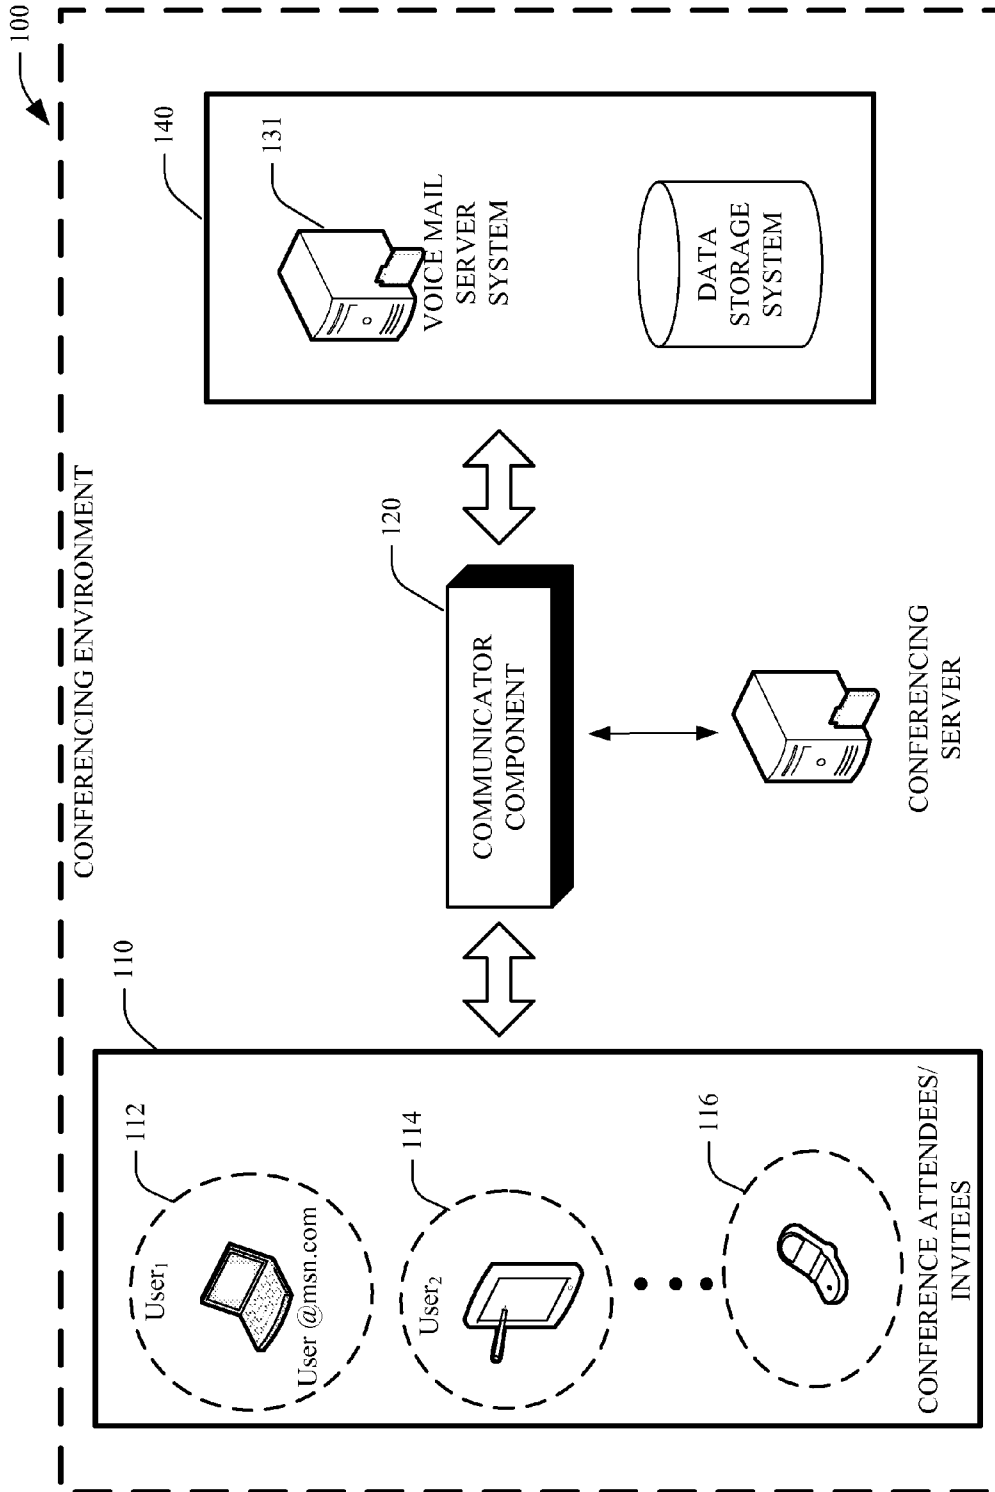 100
CONFERENCING ENVIRONMENT
110
112
User1
User @msn.com
114
User2
116
CONFERENCE ATTENDEES/
INVITEES
120
COMMUNICATOR
COMPONENT
CONFERENCING
SERVER
140
131
VOICE MAIL
SERVER
SYSTEM
DATA
STORAGE
SYSTEM